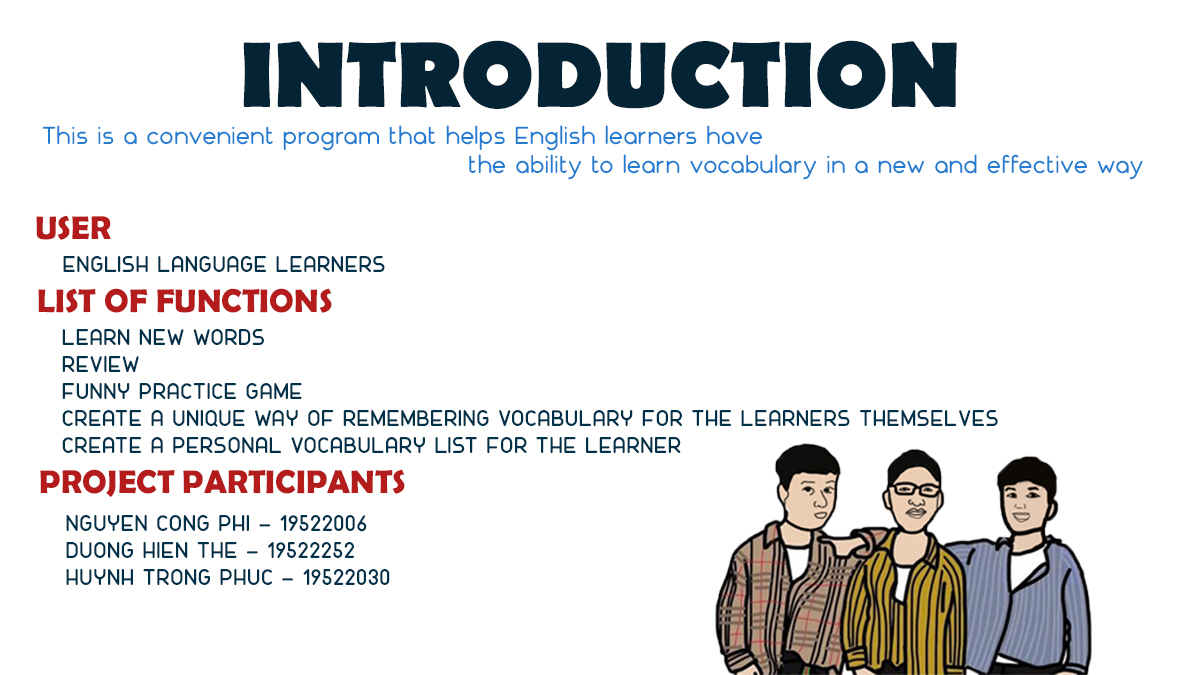 INTRODUCTION
This is a convenient program that helps English learners have
the ability to learn vocabulary in a new and effective way
USER
ENGLISH LANGUAGE LEARNERS
LIST OF FUNCTIONS
LEARN NEW WORDS
REVIEW
FUNNY PRACTICE GAME
CREATE A UNIQUE WAY OF REMEMBERING VOCABULARY FOR THE LEARNERS THEMSELVES
CREATE A PERSONAL VOCABULARY LIST FOR THE LEARNER
PROJECT PARTICIPANTS
NGUYEN CONG PHI – 19522006
DUONG HIEN THE – 19522252
HUYNH TRONG PHUC – 19522030